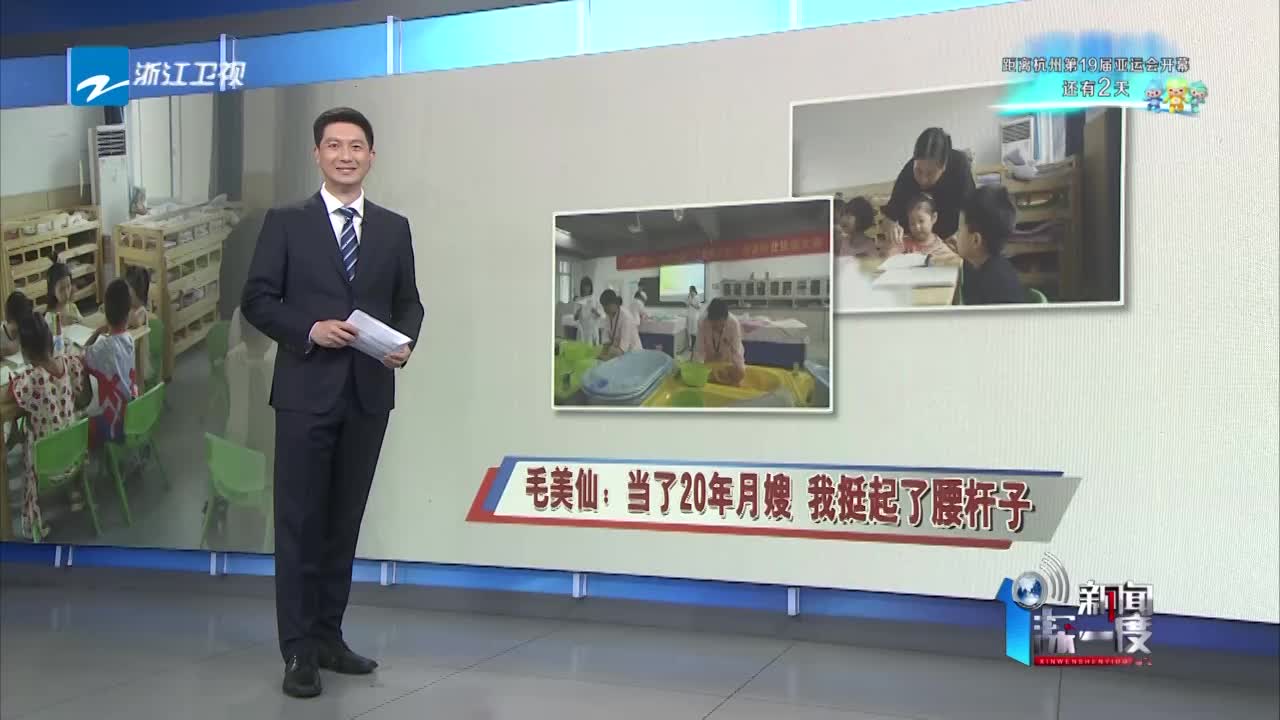 浙江卫视
距离杭州第19届亚运会开幕
还有2天
毛美仙：当了20年月嫂 我挺起了腰杆子
新闻
深一度
XINWENSHENYIDU